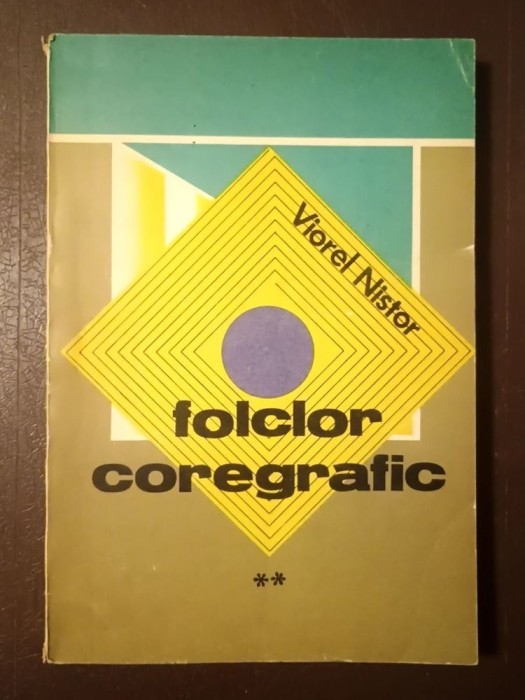 Viorel Nistor
folclor
coregrafic
**